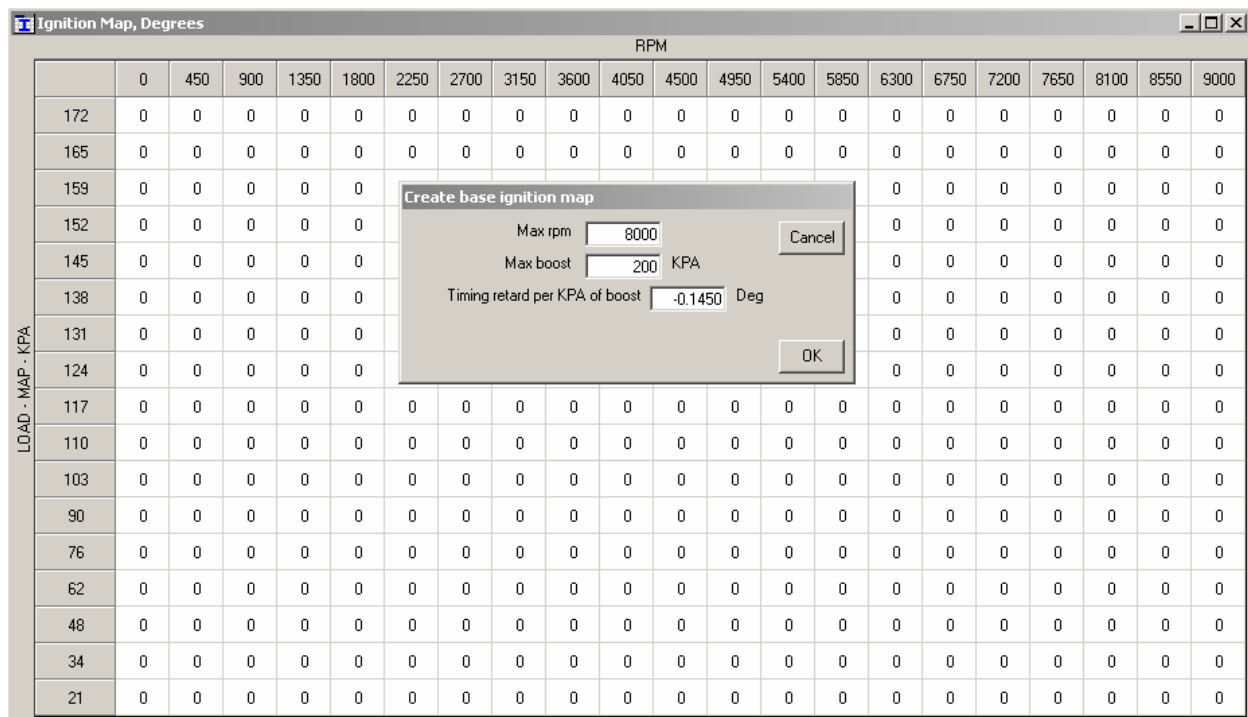 Ignition Map, Degrees
RPM
0 450 900 1350 1800 2250 2700 3150 3600 4050 4500 4950 5400 5850 6300 6750 7200 7650 8100 8550 9000
LOAD - MAP - KPA
172 0 0 0 0 0 0 0 0 0 0 0 0 0 0 0 0 0 0 0 0 0
165 0 0 0 0 0 0 0 0 0 0 0 0 0 0 0 0 0 0 0 0 0
159 0 0 0 0 0 0 0 0 0 0 0 0
152 0 0 0 0 0 0 0 0 0 0 0 0
145 0 0 0 0 0 0 0 0 0 0 0 0
138 0 0 0 0 0 0 0 0 0 0 0 0
131 0 0 0 0 0 0 0 0 0 0 0 0
124 0 0 0 0 0 0 0 0 0 0 0 0
Create base ignition map
Max rpm 8000
Cancel
Max boost 200 KPA
Timing retard per KPA of boost -0.1450 Deg
OK
117 0 0 0 0 0 0 0 0 0 0 0 0 0 0 0 0 0 0 0 0 0
110 0 0 0 0 0 0 0 0 0 0 0 0 0 0 0 0 0 0 0 0 0
103 0 0 0 0 0 0 0 0 0 0 0 0 0 0 0 0 0 0 0 0 0
90 0 0 0 0 0 0 0 0 0 0 0 0 0 0 0 0 0 0 0 0 0
76 0 0 0 0 0 0 0 0 0 0 0 0 0 0 0 0 0 0 0 0 0
62 0 0 0 0 0 0 0 0 0 0 0 0 0 0 0 0 0 0 0 0 0
48 0 0 0 0 0 0 0 0 0 0 0 0 0 0 0 0 0 0 0 0 0
34 0 0 0 0 0 0 0 0 0 0 0 0 0 0 0 0 0 0 0 0 0
21 0 0 0 0 0 0 0 0 0 0 0 0 0 0 0 0 0 0 0 0 0